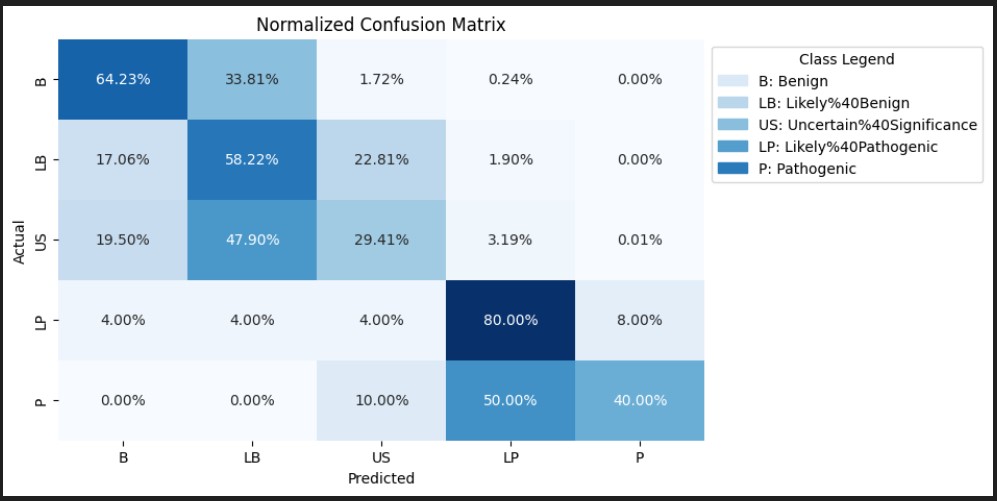 Normalized Confusion Matrix
B 64.23% 33.81% 1.72% 0.24% 0.00%
LB 17.06% 58.22% 22.81% 1.90% 0.00%
US 19.50% 47.90% 29.41% 3.19% 0.01%
LP 4.00% 4.00% 4.00% 80.00% 8.00%
P 0.00% 0.00% 10.00% 50.00% 40.00%
Actual
B LB US LP P
Predicted
Class Legend
B: Benign
LB: Likely%40Benign
US: Uncertain%40Significance
LP: Likely%40Pathogenic
P: Pathogenic